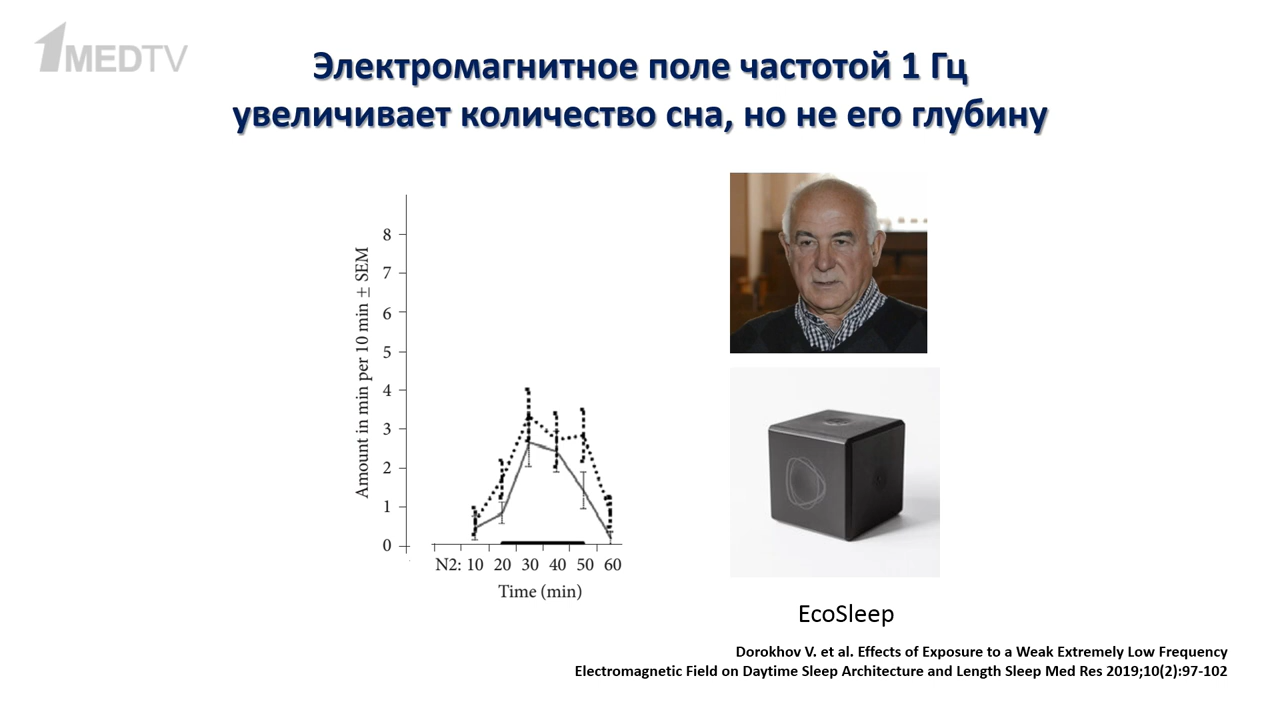 1MEDTV
Электромагнитное поле частотой 1 Гц
увеличивает количество сна, но не его глубину
Amount in min per 10 min ± SEM
8
7
6
5
4
3
2
1
0
N2: 10 20 30 40 50 60
Time (min)
EcoSleep
Dorokhov V. et al. Effects of Exposure to a Weak Extremely Low Frequency
Electromagnetic Field on Daytime Sleep Architecture and Length Sleep Med Res 2019;10(2):97-102